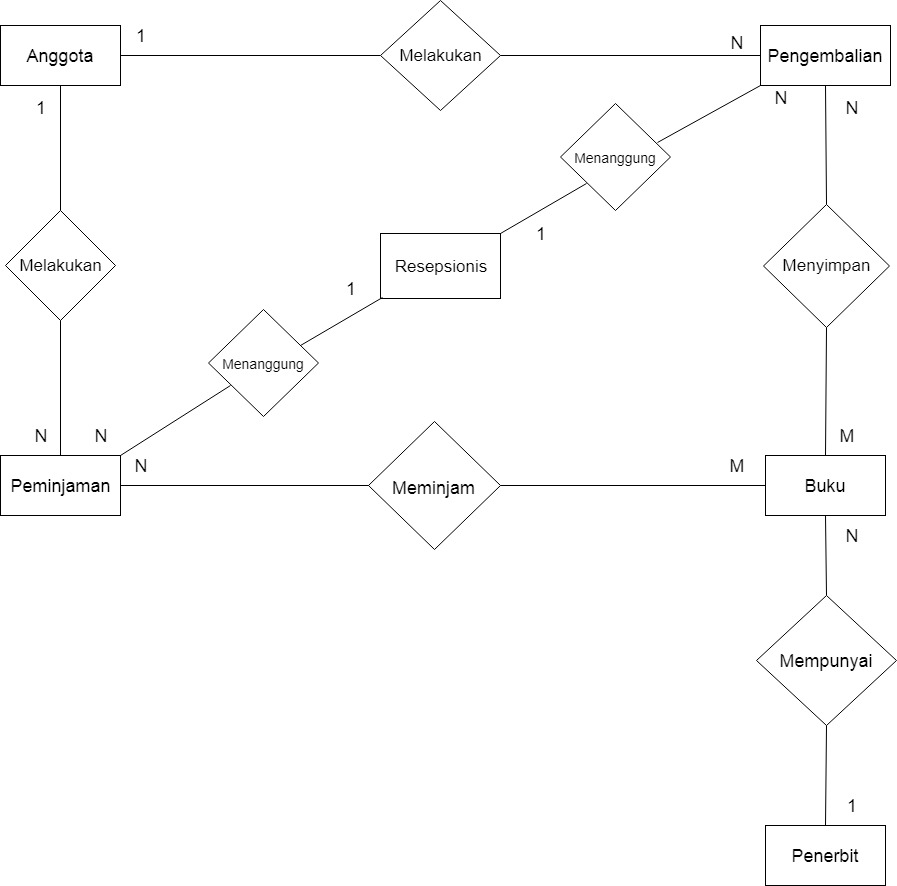 1
Anggota
Melakukan
N
Pengembalian
1
N
N
Menanggung
1
Melakukan
Resepsionis
Menyimpan
1
Menanggung
N
N
M
N
M
Peminjaman
Meminjam
Buku
N
Mempunyai
1
Penerbit